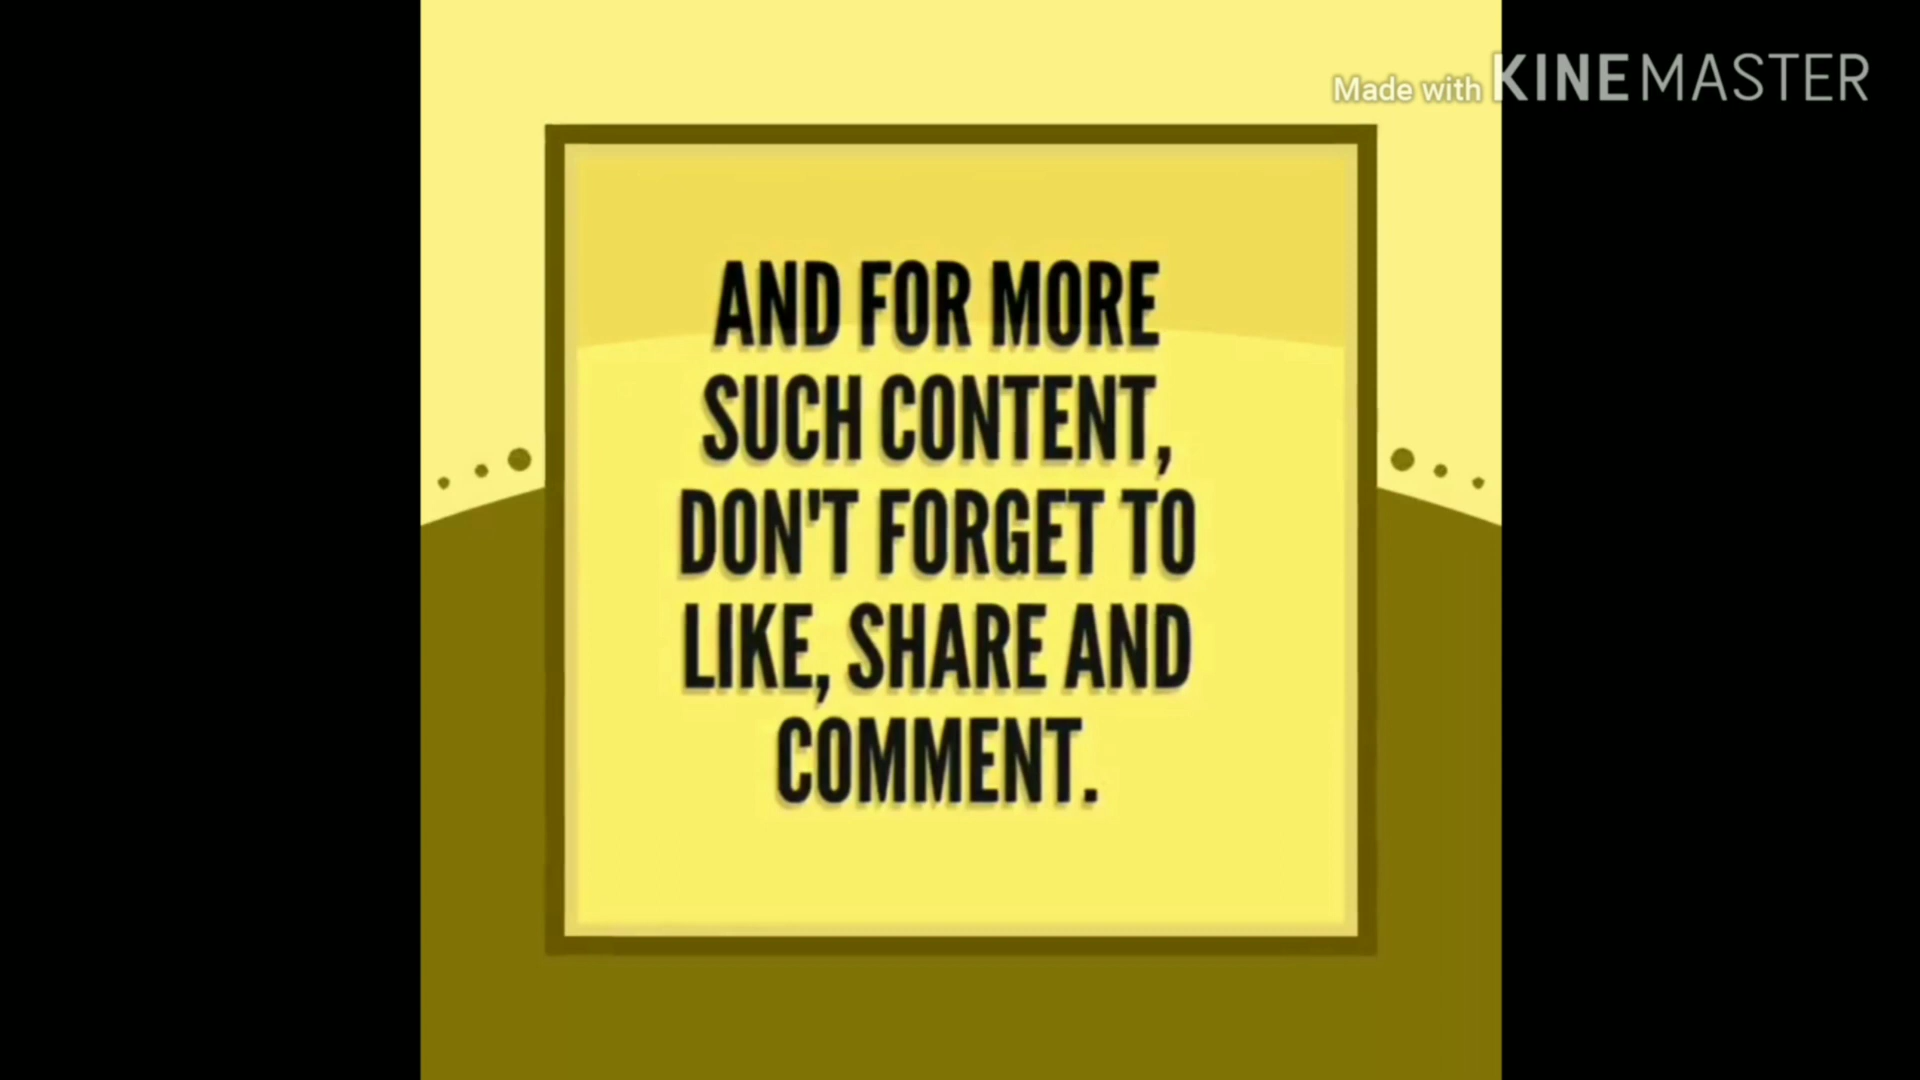 Made with KINEMASTER
AND FOR MORE
SUCH CONTENT,
DON'T FORGET TO
LIKE, SHARE AND
COMMENT.